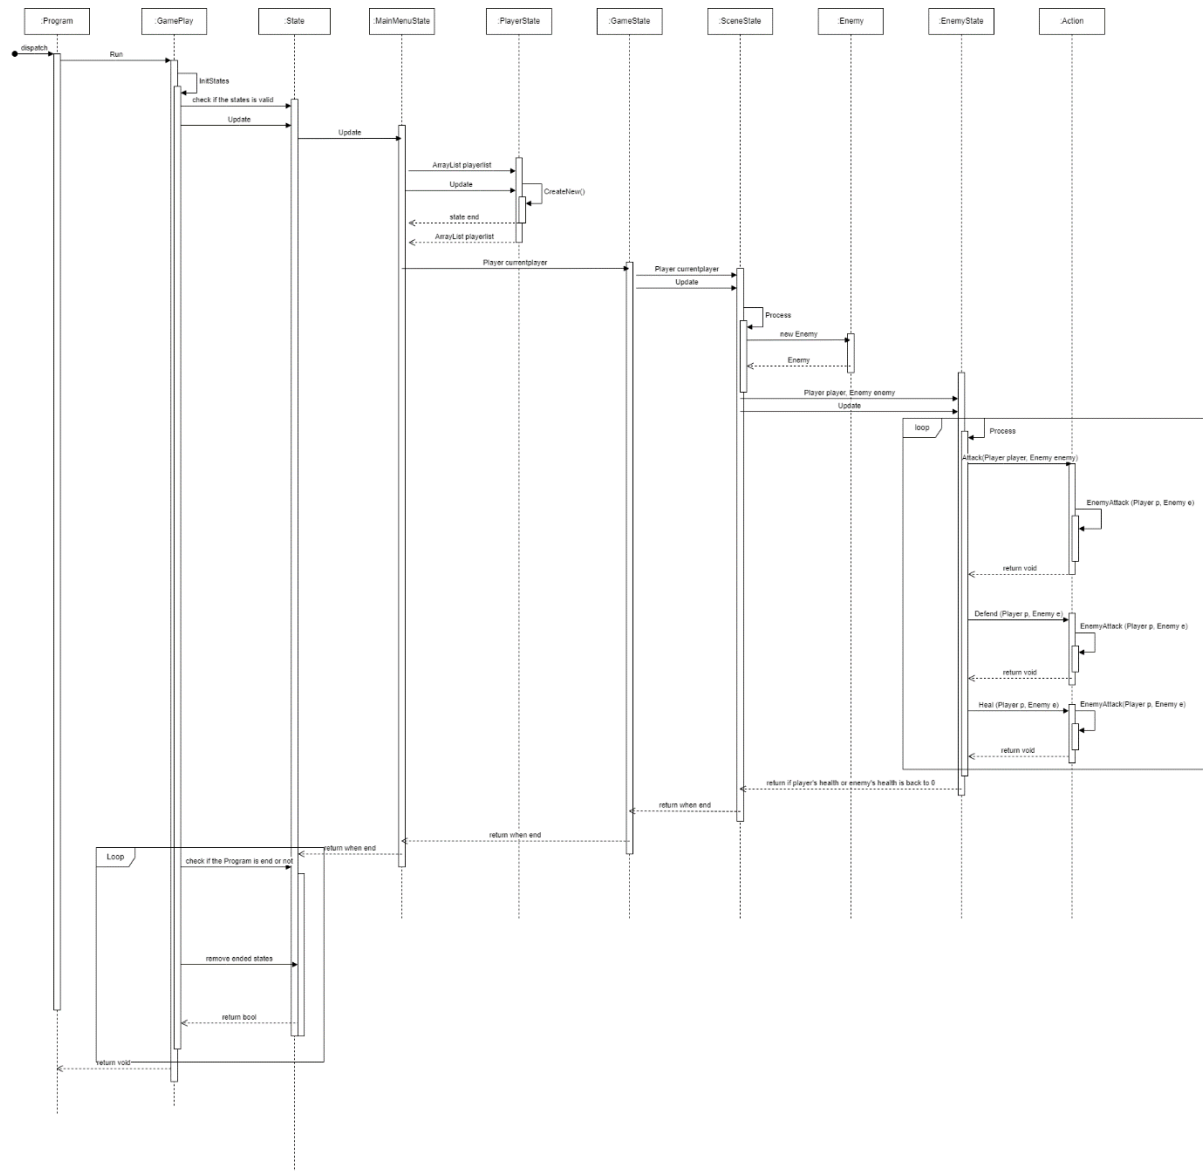 :Program
:GamePlay
:State
:MainMenuState
:PlayerState
:GameState
:SceneState
:Enemy
:EnemyState
:Action
dispatch
Run
InitStates
check if the states is valid
Update
Update
ArrayList playerlist
Update
CreateNew()
state end
ArrayList playerlist
Player currentplayer
Player currentplayer
Update
Process
new Enemy
Enemy
Player player, Enemy enemy
Update
loop
Process
Attack(Player player, Enemy enemy)
EnemyAttack (Player p, Enemy e)
return void
Defend (Player p, Enemy e)
EnemyAttack (Player p, Enemy e)
return void
Heal (Player p, Enemy e)
EnemyAttack(Player p, Enemy e)
return void
return if player's health or enemy's health is back to 0
return when end
return when end
return when end
Loop
check if the Program is end or not
remove ended states
return bool
return void